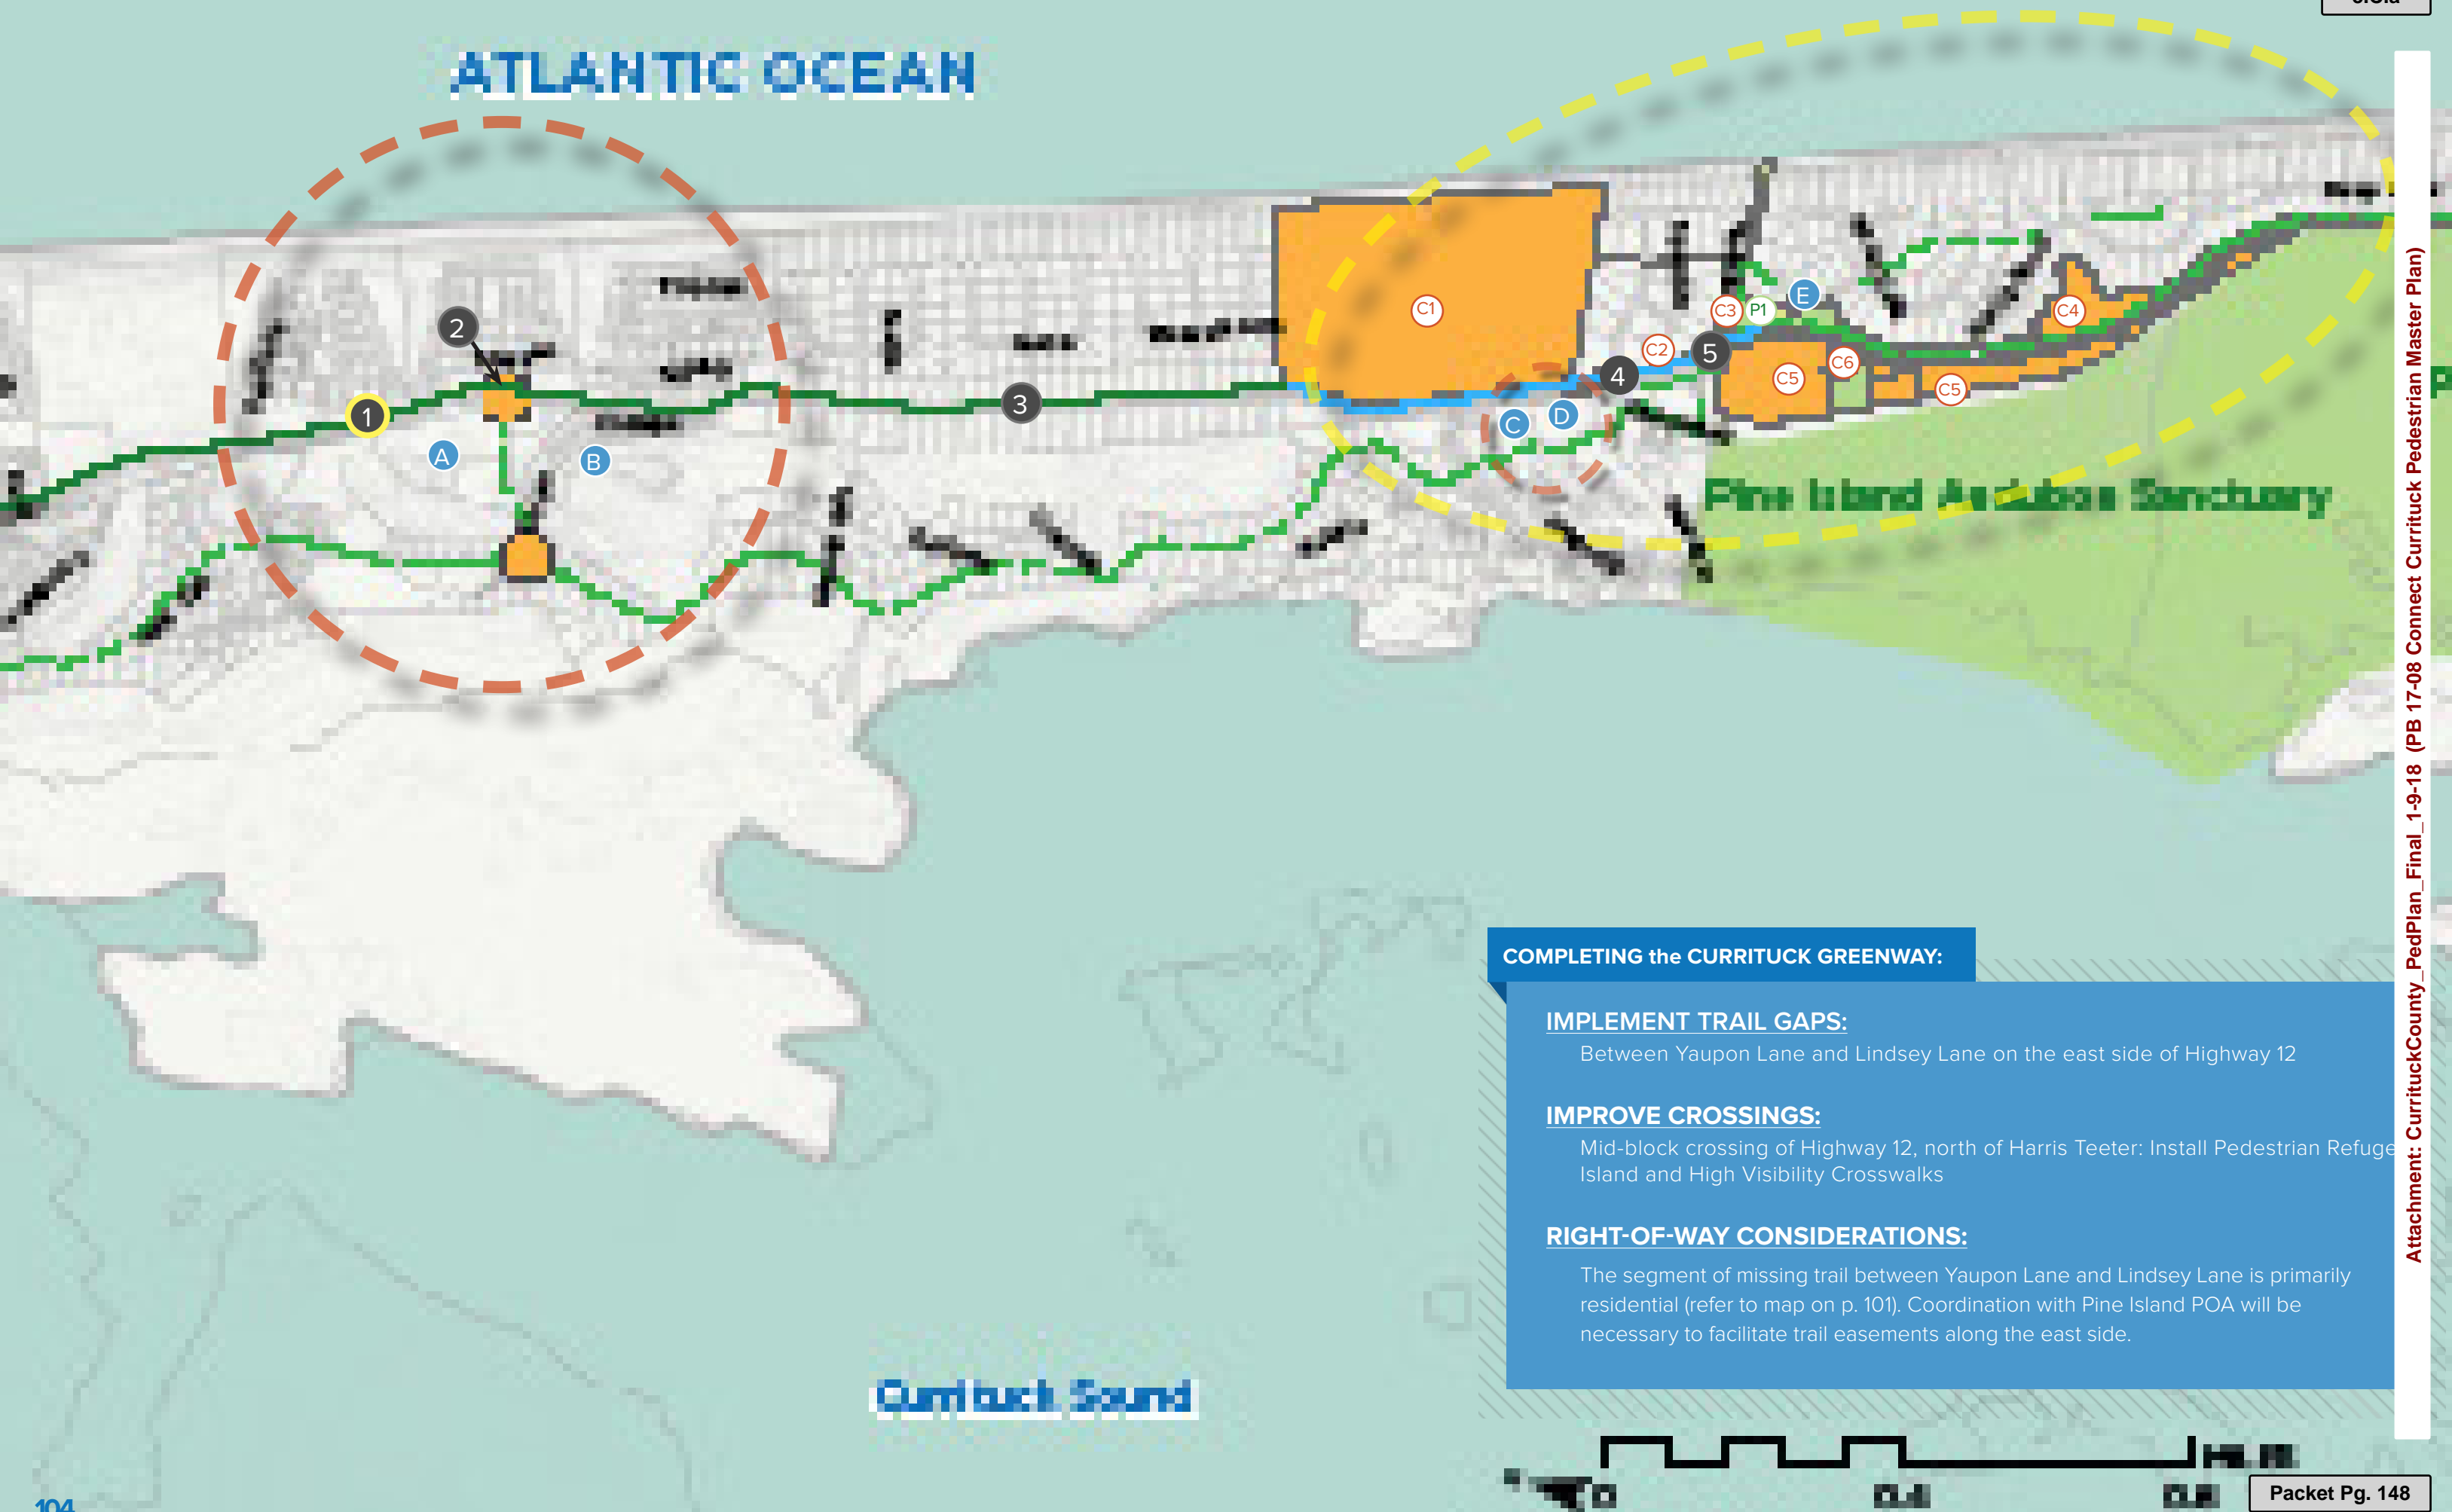 ATLANTIC OCEAN
2
1
3
A
B
C1
C2
C3
P1
E
4
5
C5
C6
C4
C5
C
D
Pine Island Audubon Sanctuary
COMPLETING the CURRITUCK GREENWAY:
IMPLEMENT TRAIL GAPS:
Between Yaupon Lane and Lindsey Lane on the east side of Highway 12
IMPROVE CROSSINGS:
Mid-block crossing of Highway 12, north of Harris Teeter: Install Pedestrian Refuge
Island and High Visibility Crosswalks
RIGHT-OF-WAY CONSIDERATIONS:
The segment of missing trail between Yaupon Lane and Lindsey Lane is primarily
residential (refer to map on p. 101). Coordination with Pine Island POA will be
necessary to facilitate trail easements along the east side.
Currituck Sound
0
104
Packet Pg. 148
Attachment: CurrituckCounty_PedPlan_Final_1-9-18 (PB 17-08 Connect Currituck Pedestrian Master Plan)